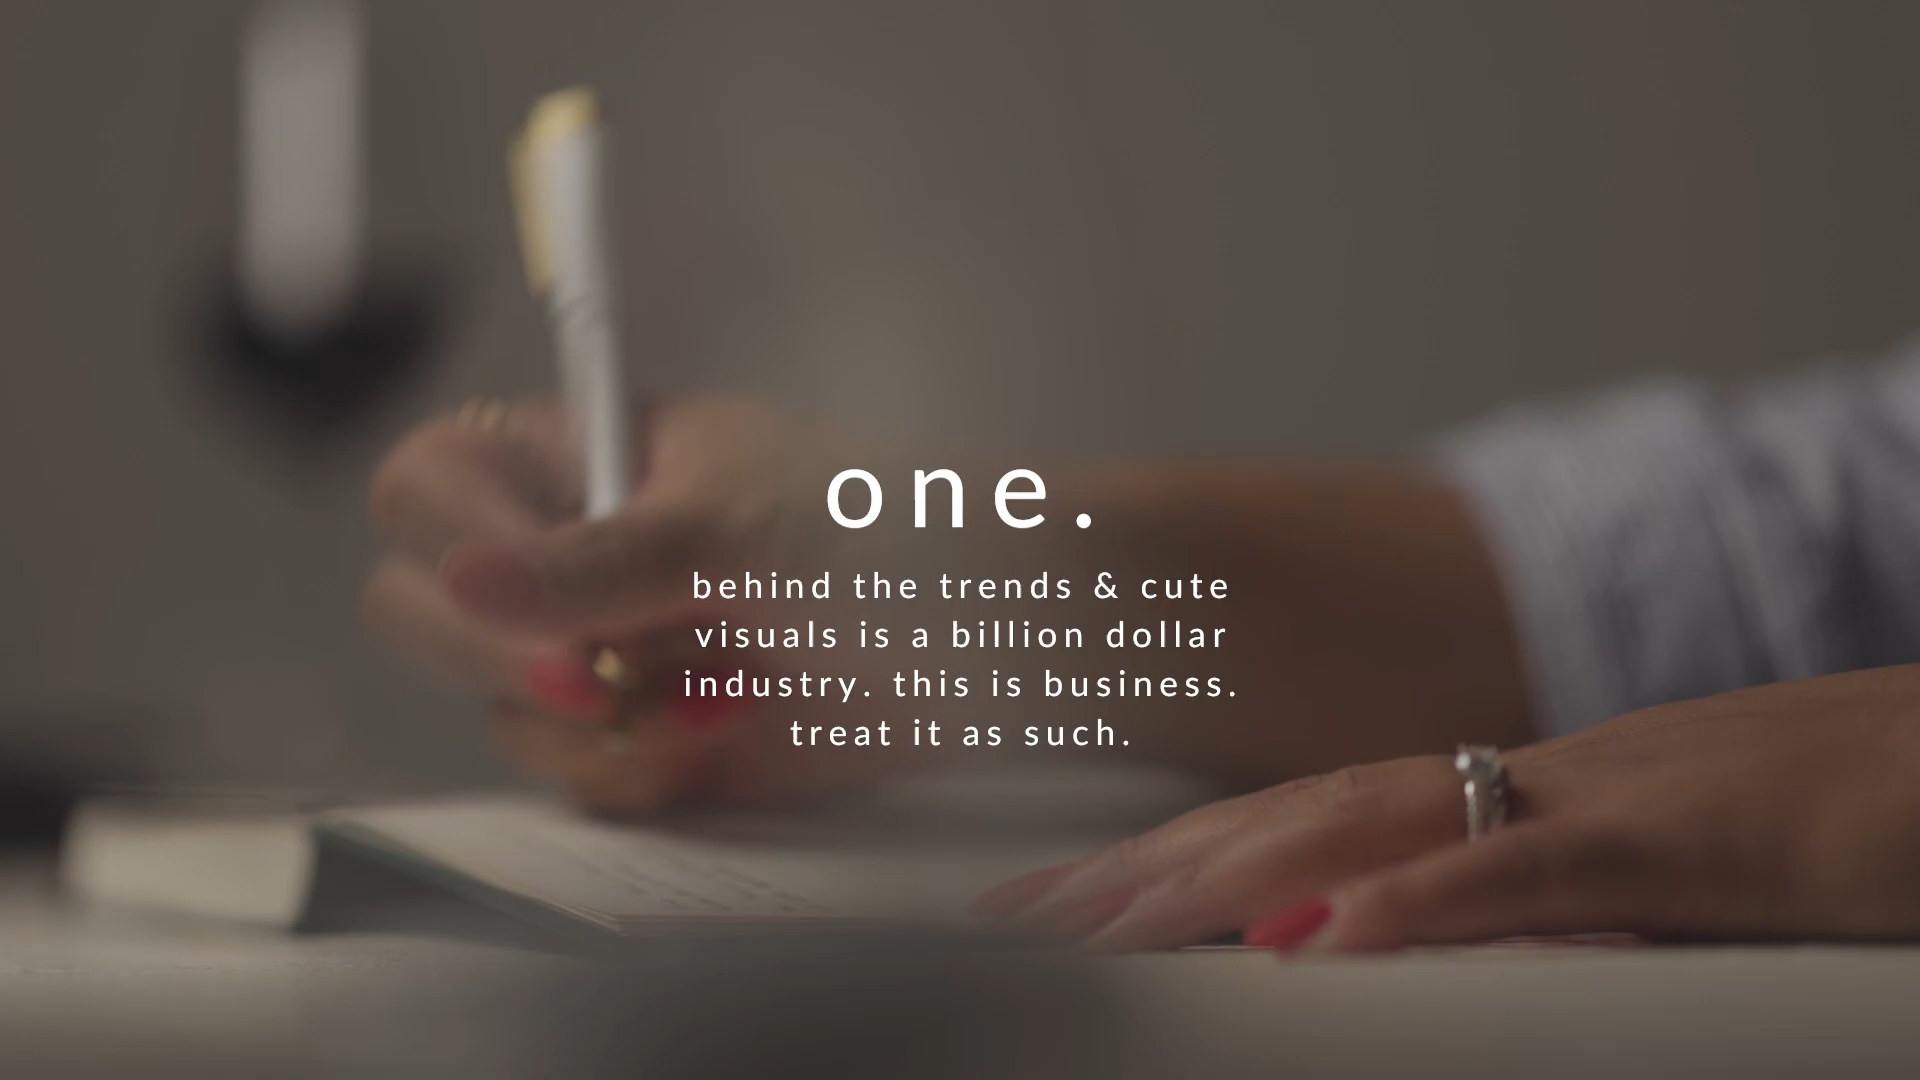 one.
behind the trends & cute
visuals is a billion dollar
industry. this is business.
treat it as such.